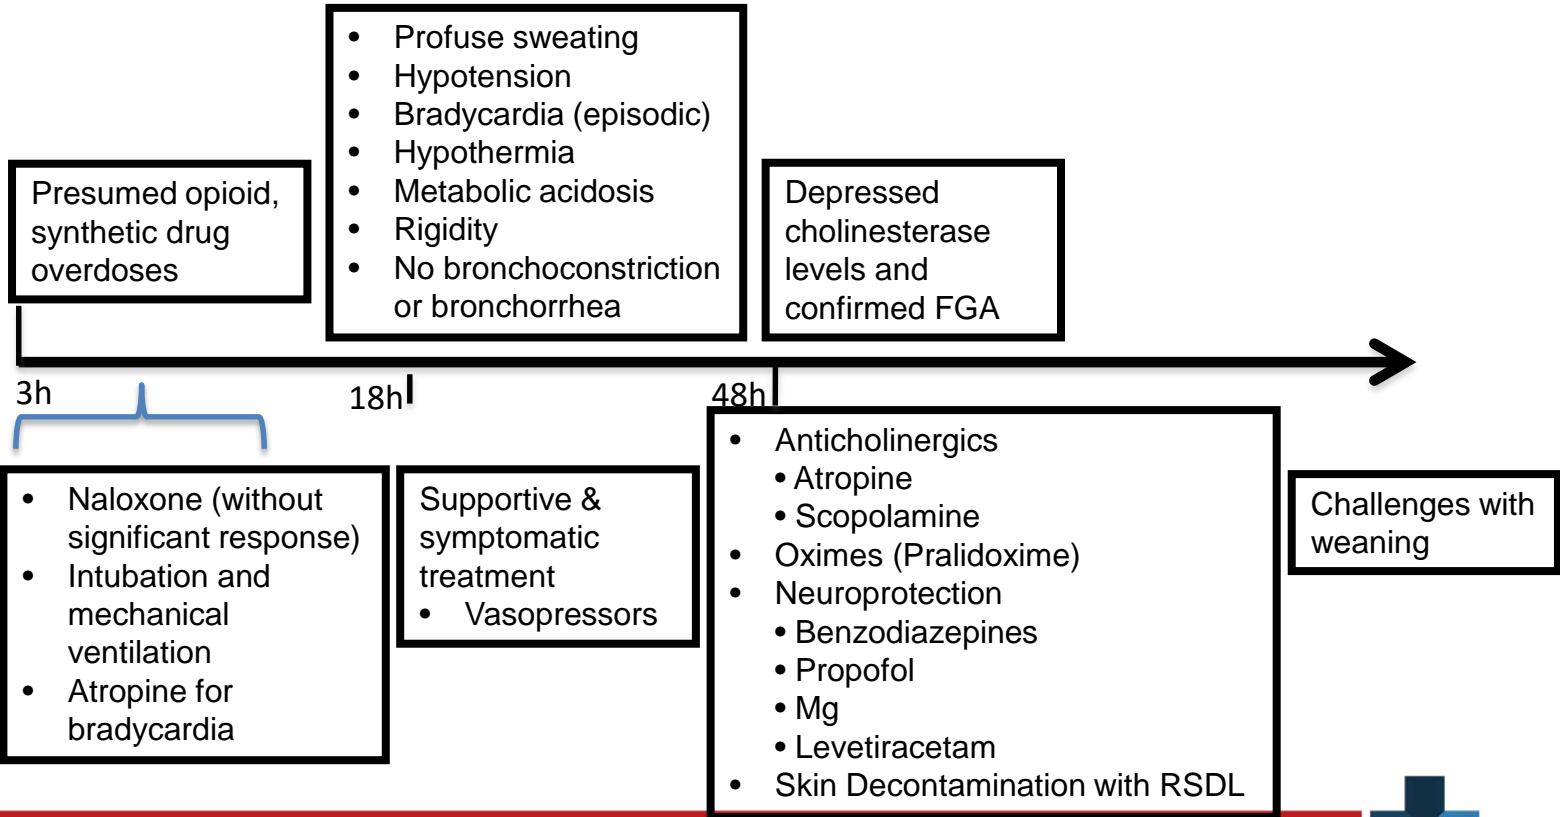 • Profuse sweating
• Hypotension
• Bradycardia (episodic)
• Hypothermia
• Metabolic acidosis
• Rigidity
• No bronchoconstriction
or bronchorrhea
Presumed opioid,
synthetic drug
overdoses
Depressed
cholinesterase
levels and
confirmed FGA
3h
18h
48h
• Naloxone (without
significant response)
• Intubation and
mechanical
ventilation
• Atropine for
bradycardia
Supportive &
symptomatic
treatment
• Vasopressors
• Anticholinergics
• Atropine
• Scopolamine
• Oximes (Pralidoxime)
• Neuroprotection
• Benzodiazepines
• Propofol
• Mg
• Levetiracetam
• Skin Decontamination with RSDL
Challenges with
weaning